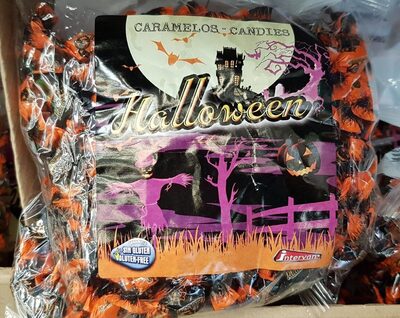 CARAMELOS - CANDIES
Halloween
SIN GLUTEN
GLUTEN-FREE
Intervan